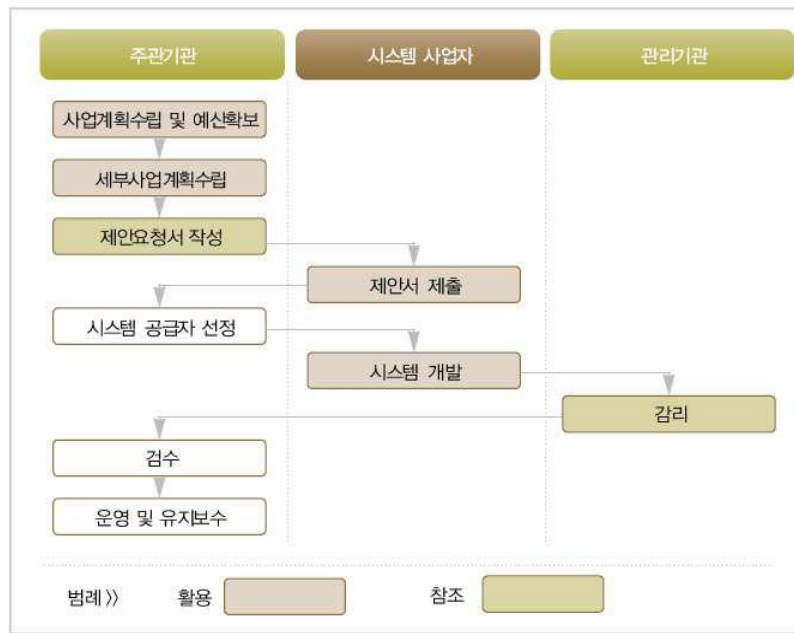 주관기관
시스템 사업자
관리기관
사업계획수립 및 예산확보
세부사업계획수립
제안요청서 작성
제안서 제출
시스템 공급자 선정
시스템 개발
감리
검수
운영 및 유지보수
범례》 활용 참조